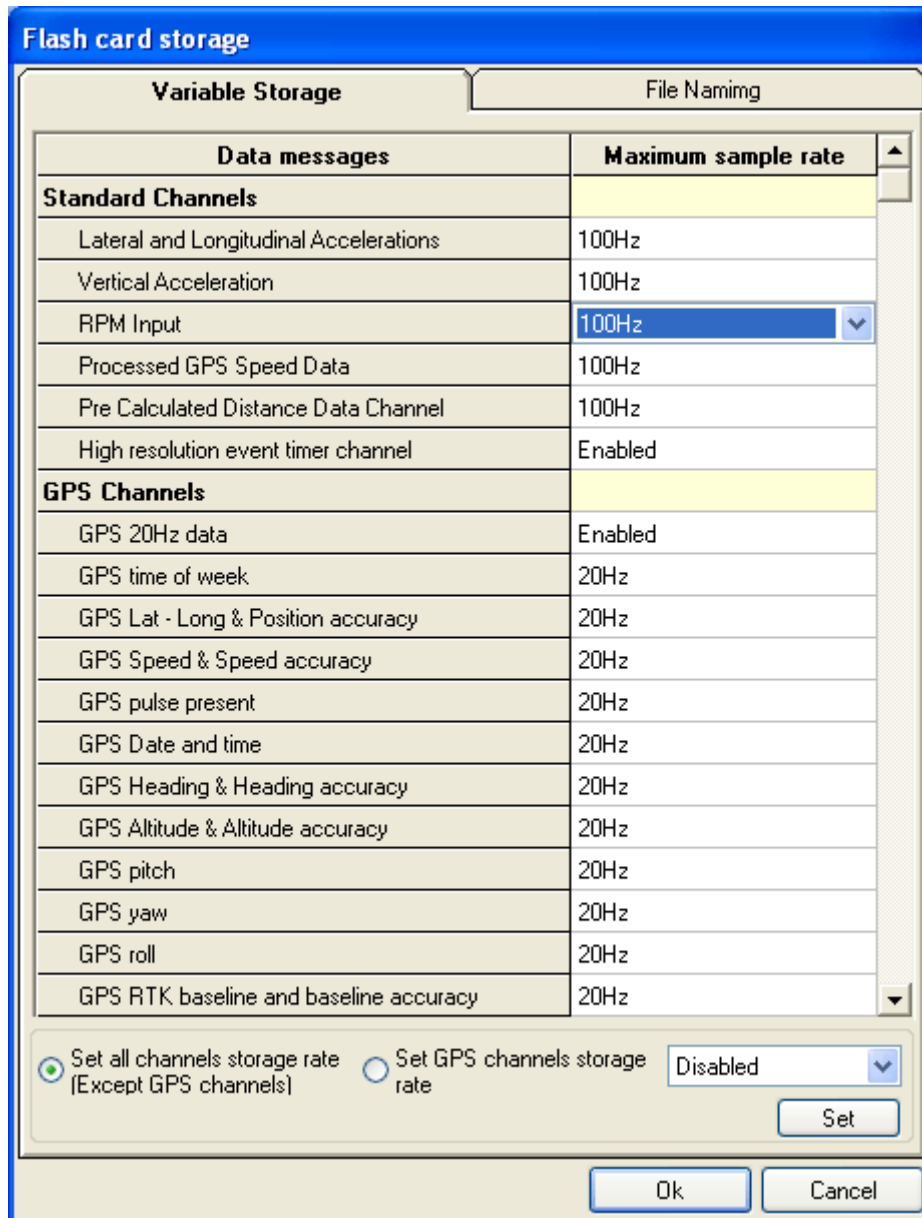 Flash card storage
Variable Storage File Namimg
Data messages Maximum sample rate
Standard Channels
Lateral and Longitudinal Accelerations 100Hz
Vertical Acceleration 100Hz
RPM Input 100Hz
Processed GPS Speed Data 100Hz
Pre Calculated Distance Data Channel 100Hz
High resolution event timer channel Enabled
GPS Channels
GPS 20Hz data Enabled
GPS time of week 20Hz
GPS Lat - Long & Position accuracy 20Hz
GPS Speed & Speed accuracy 20Hz
GPS pulse present 20Hz
GPS Date and time 20Hz
GPS Heading & Heading accuracy 20Hz
GPS Altitude & Altitude accuracy 20Hz
GPS pitch 20Hz
GPS yaw 20Hz
GPS roll 20Hz
GPS RTK baseline and baseline accuracy 20Hz
Set all channels storage rate
(Except GPS channels)
Set GPS channels storage
rate
Disabled
Set
Ok Cancel